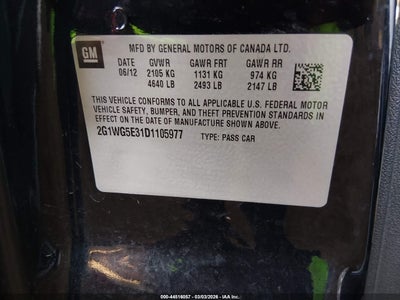 GM
MFD BY GENERAL MOTORS OF CANADA LTD.
DATE GVWR GAWR FRT GAWR RR
06/12 2105 KG 1131 KG 974 KG
4640 LB 2493 LB 2147 LB
THIS VEHICLE CONFORMS TO ALL APPLICABLE U.S. FEDERAL MOTOR
VEHICLE SAFETY, BUMPER, AND THEFT PREVENTION STANDARDS
IN EFFECT ON THE DATE OF MANUFACTURE SHOWN ABOVE.
2G1WG5E31D1105977 TYPE: PASS CAR
000-44516057 - 03/03/2026 - IAA Inc.